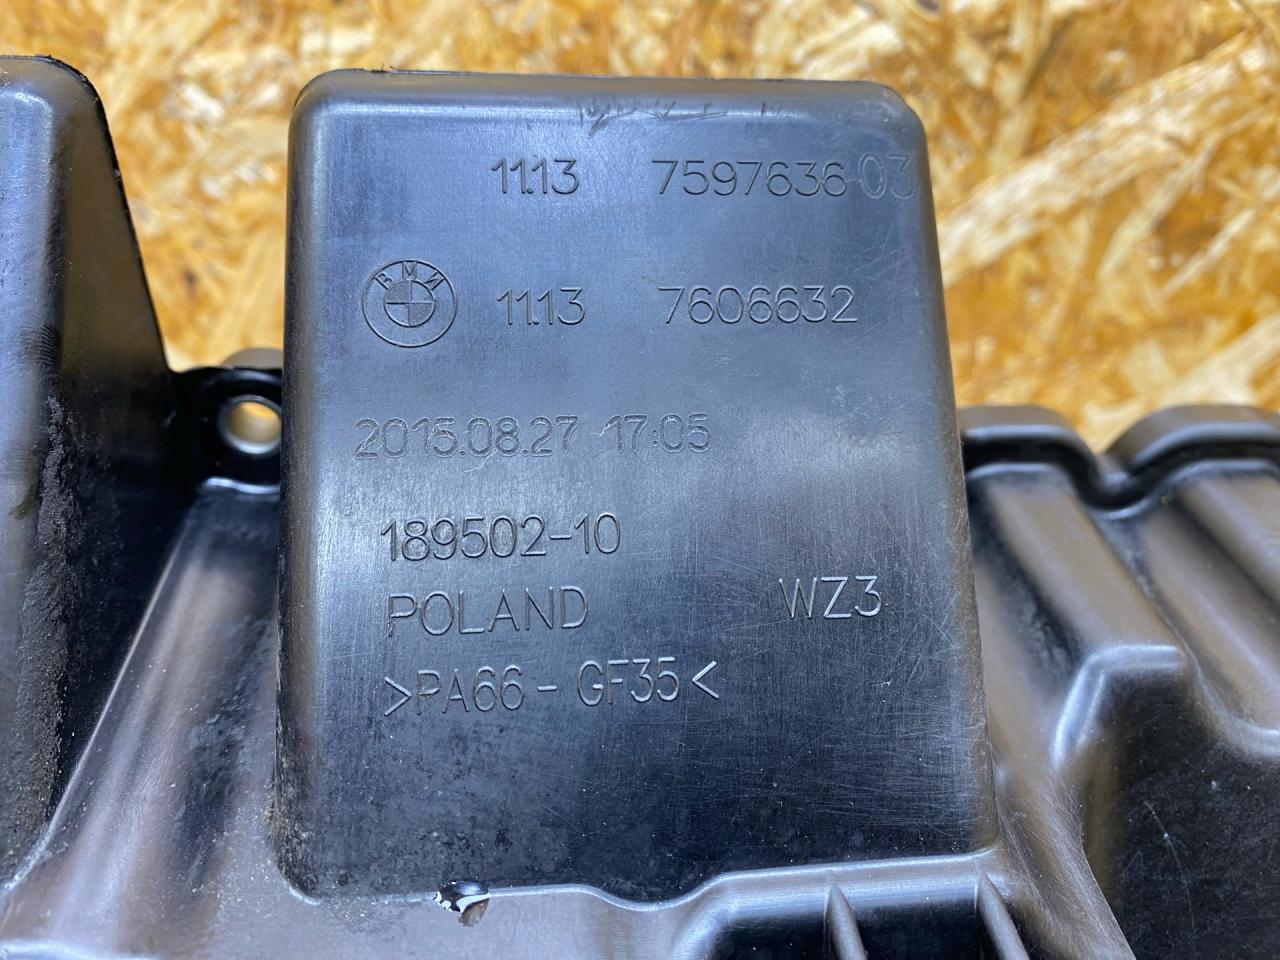 11.13 7597636-03
BMW 11.13 7606632
2015.08.27 17:05
189502-10
POLAND WZ3
>PA66-GF35<